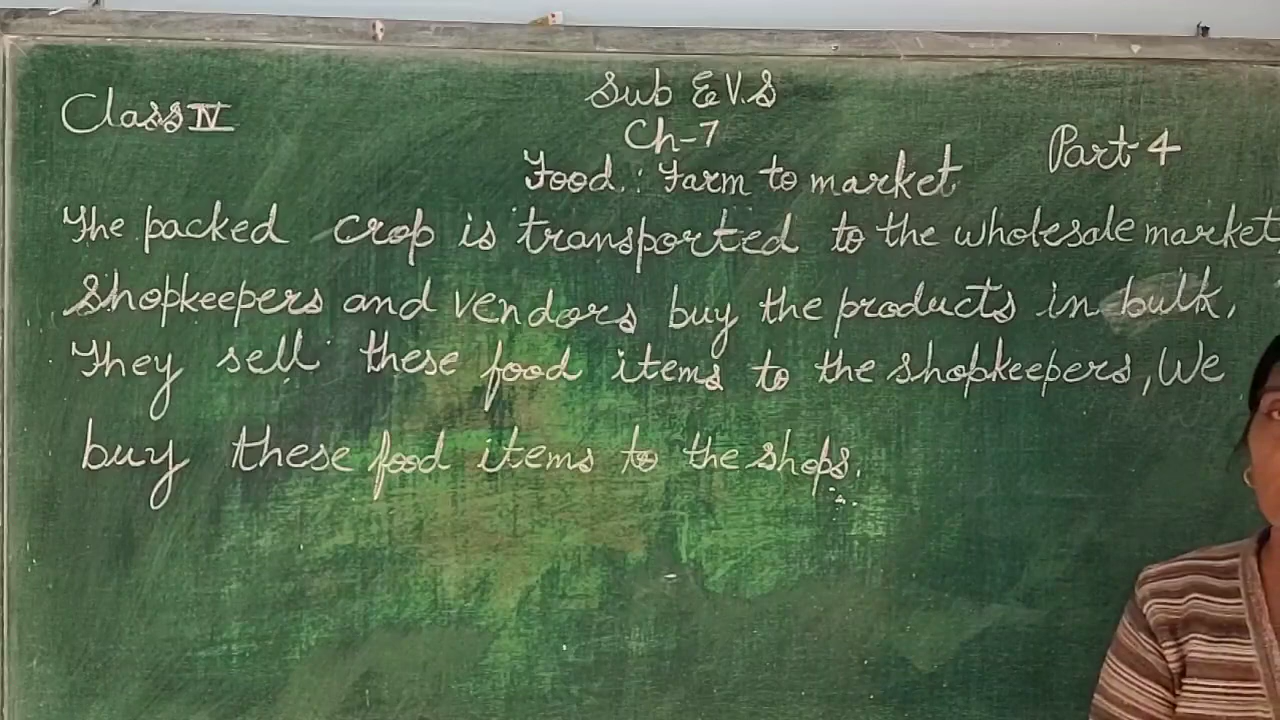 Sub E.V.S
Class IV
Ch-7
Part-4
Food : Farm to market
The packed crop is transported to the wholesale market
Shopkeepers and vendors buy the products in bulk,
They sell these food items to the shopkeepers, We
buy these food items to the shops.